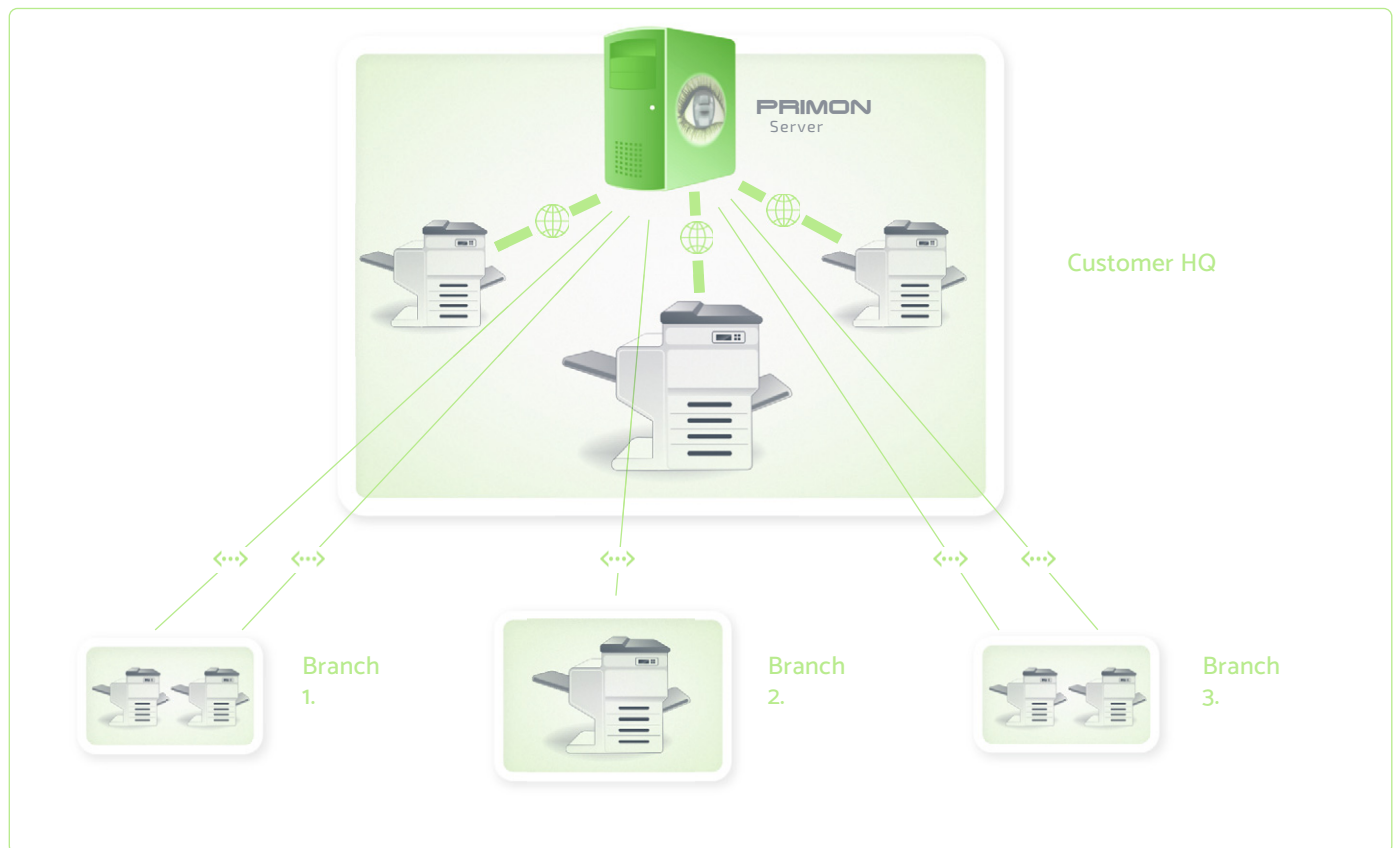 PRIMON
Server
Customer HQ
Branch
1.
Branch
2.
Branch
3.